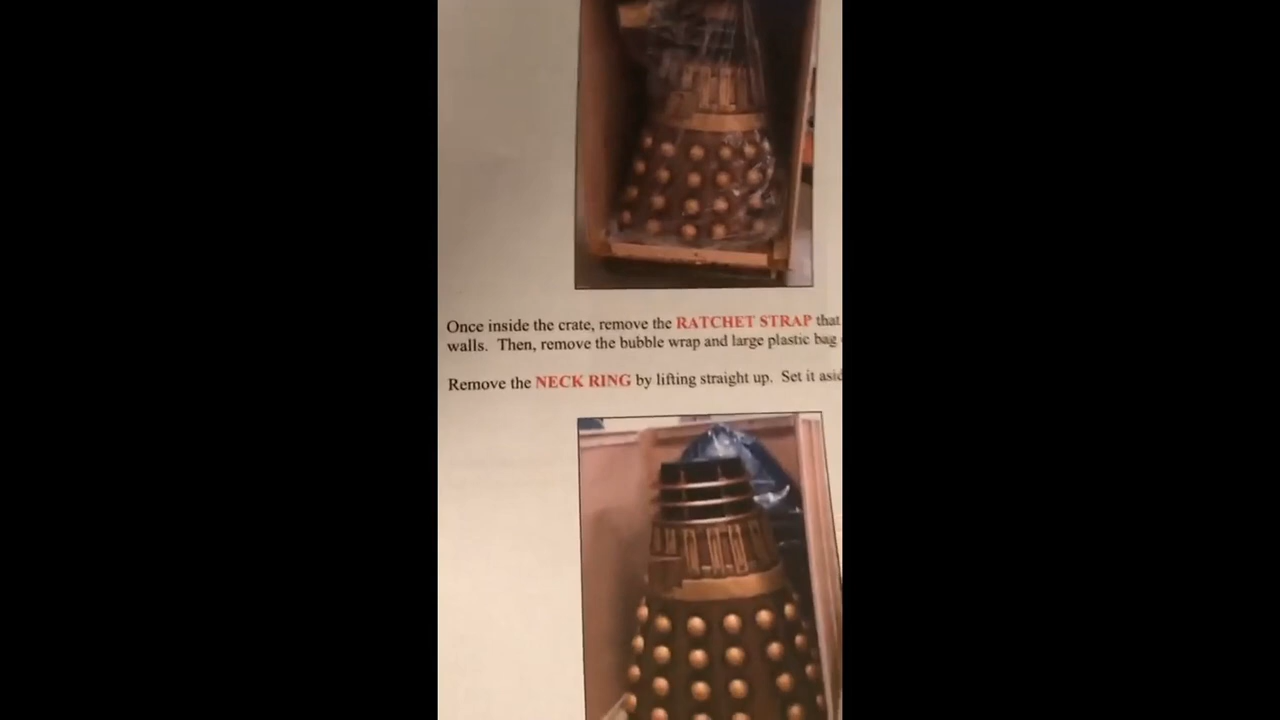 Once inside the crate, remove the RATCHET STRAP that
walls. Then, remove the bubble wrap and large plastic bag
Remove the NECK RING by lifting straight up. Set it